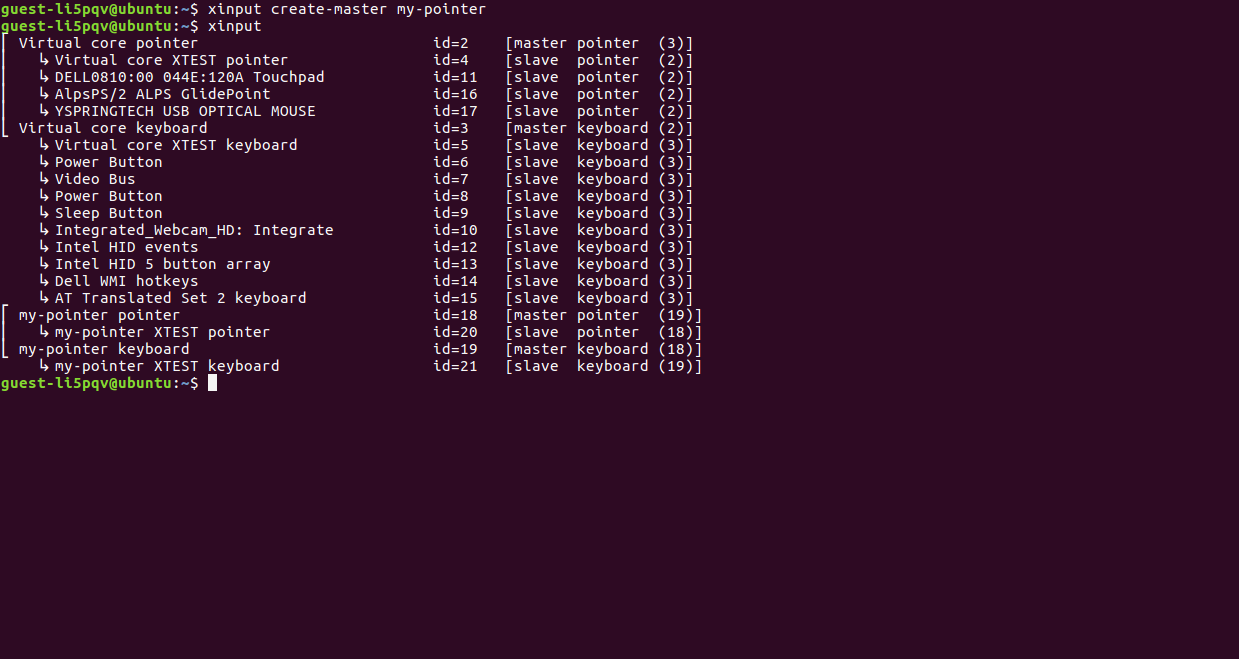 guest-li5pqv@ubuntu:~$ xinput create-master my-pointer
guest-li5pqv@ubuntu:~$ xinput
⎡ Virtual core pointer                          id=2    [master pointer  (3)]
⎜   ↳ Virtual core XTEST pointer                id=4    [slave  pointer  (2)]
⎜   ↳ DELL0810:00 044E:120A Touchpad            id=11   [slave  pointer  (2)]
⎜   ↳ AlpsPS/2 ALPS GlidePoint                  id=16   [slave  pointer  (2)]
⎜   ↳ YSPRINGTECH USB OPTICAL MOUSE             id=17   [slave  pointer  (2)]
⎣ Virtual core keyboard                         id=3    [master keyboard (2)]
    ↳ Virtual core XTEST keyboard               id=5    [slave  keyboard (3)]
    ↳ Power Button                              id=6    [slave  keyboard (3)]
    ↳ Video Bus                                 id=7    [slave  keyboard (3)]
    ↳ Power Button                              id=8    [slave  keyboard (3)]
    ↳ Sleep Button                              id=9    [slave  keyboard (3)]
    ↳ Integrated_Webcam_HD: Integrate           id=10   [slave  keyboard (3)]
    ↳ Intel HID events                          id=12   [slave  keyboard (3)]
    ↳ Intel HID 5 button array                  id=13   [slave  keyboard (3)]
    ↳ Dell WMI hotkeys                          id=14   [slave  keyboard (3)]
    ↳ AT Translated Set 2 keyboard              id=15   [slave  keyboard (3)]
⎡ my-pointer pointer                            id=18   [master pointer  (19)]
⎜   ↳ my-pointer XTEST pointer                  id=20   [slave  pointer  (18)]
⎣ my-pointer keyboard                           id=19   [master keyboard (18)]
    ↳ my-pointer XTEST keyboard                 id=21   [slave  keyboard (19)]
guest-li5pqv@ubuntu:~$